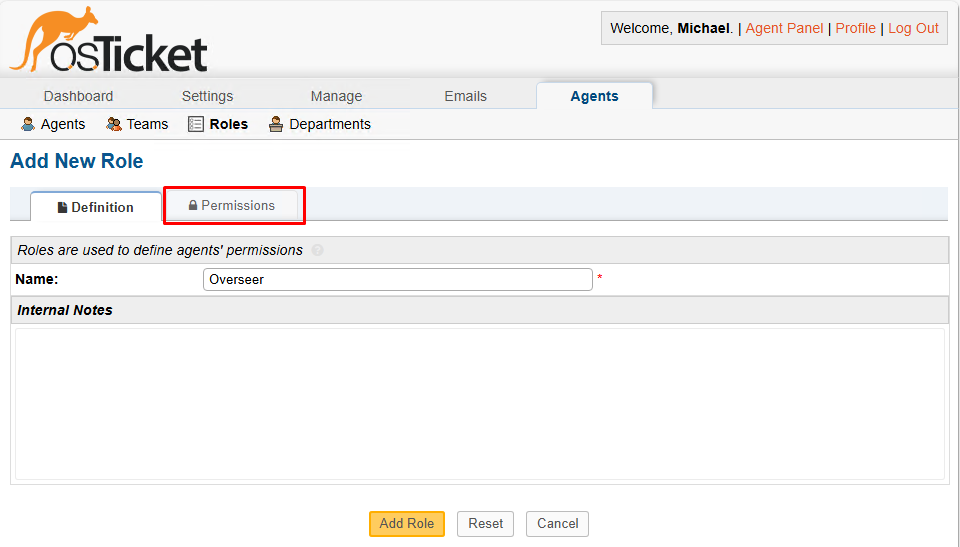 osTicket
Welcome, Michael. | Agent Panel | Profile | Log Out
Dashboard Settings Manage Emails Agents
Agents Teams Roles Departments
Add New Role
Definition Permissions
Roles are used to define agents' permissions ?
Name: Overseer *
Internal Notes
Add Role Reset Cancel